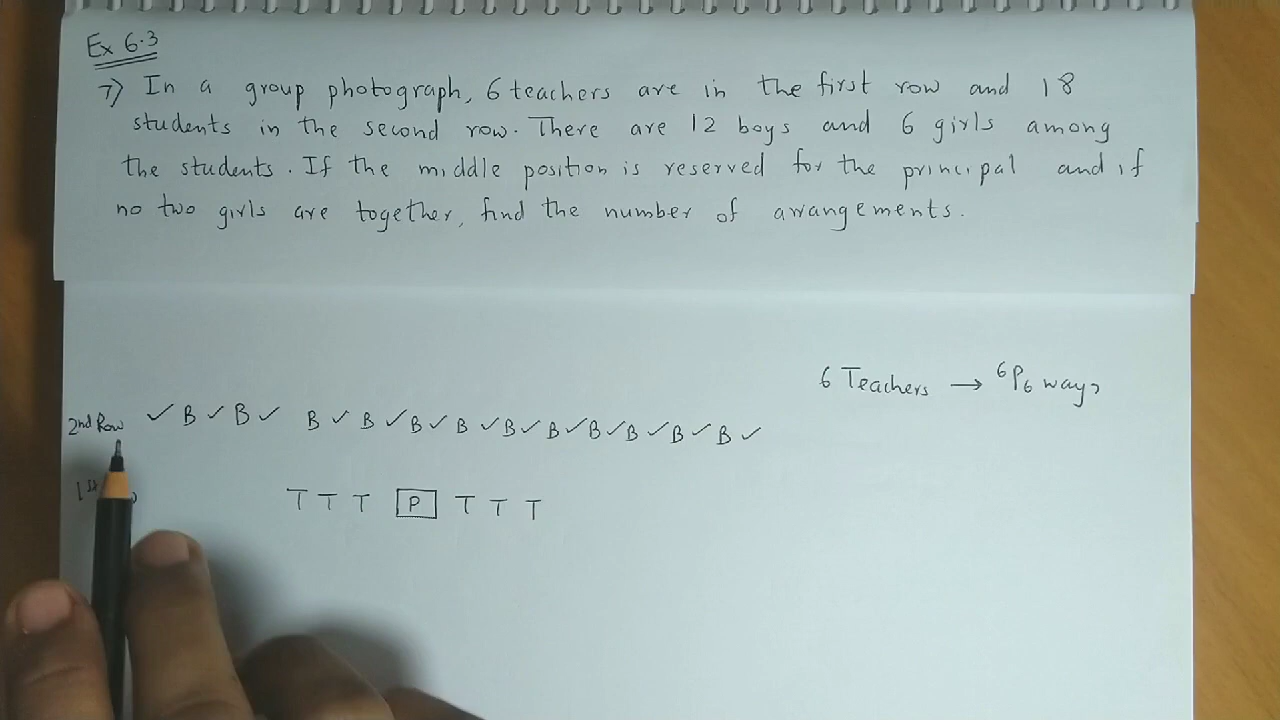 Ex 6.3
7) In a group photograph, 6 teachers are in the first row and 18
students in the second row. There are 12 boys and 6 girls among
the students. If the middle position is reserved for the principal and if
no two girls are together, find the number of arrangements.
6 Teachers → ⁶P₆ ways
2nd Row ✓ B ✓ B ✓ B ✓ B ✓ B ✓ B ✓ B ✓ B ✓ B ✓ B ✓ B ✓ B ✓
1st
T T T P T T T